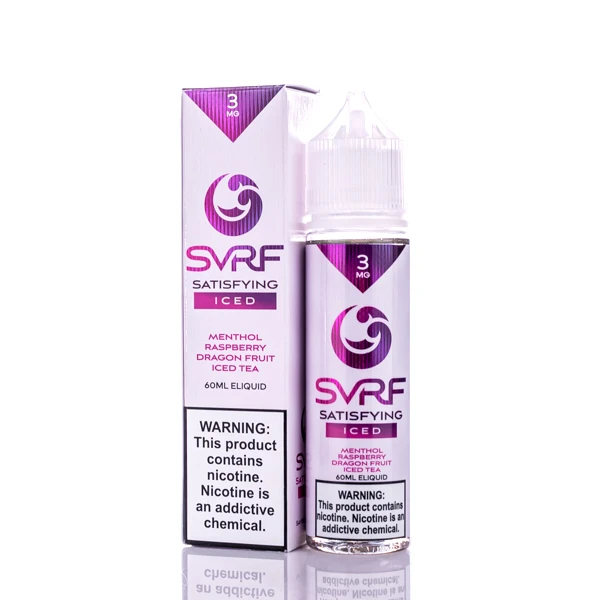 3
MG
SVRF
SATISFYING
ICED
MENTHOL
RASPBERRY
DRAGON FRUIT
ICED TEA
60ML ELIQUID
WARNING:
This product
contains
nicotine.
Nicotine is
an addictive
chemical.
3
MG
SVRF
SATISFYING
ICED
MENTHOL
RASPBERRY
DRAGON FRUIT
ICED TEA
60ML ELIQUID
WARNING:
This product contains
nicotine. Nicotine is an
addictive chemical.